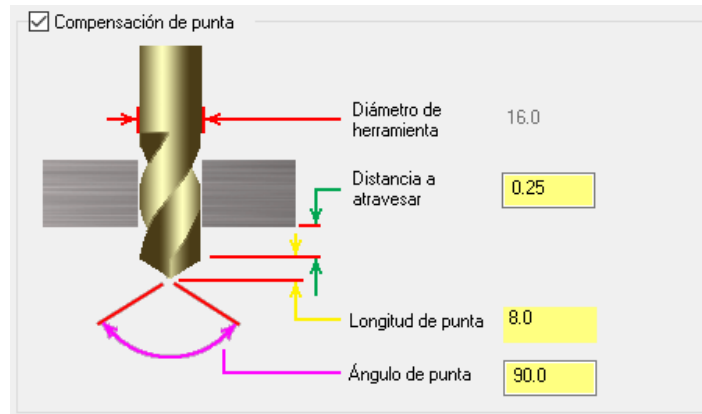 Compensación de punta
Diámetro de
herramienta
16.0
Distancia a
atravesar
0.25
Longitud de punta
8.0
Ángulo de punta
90.0